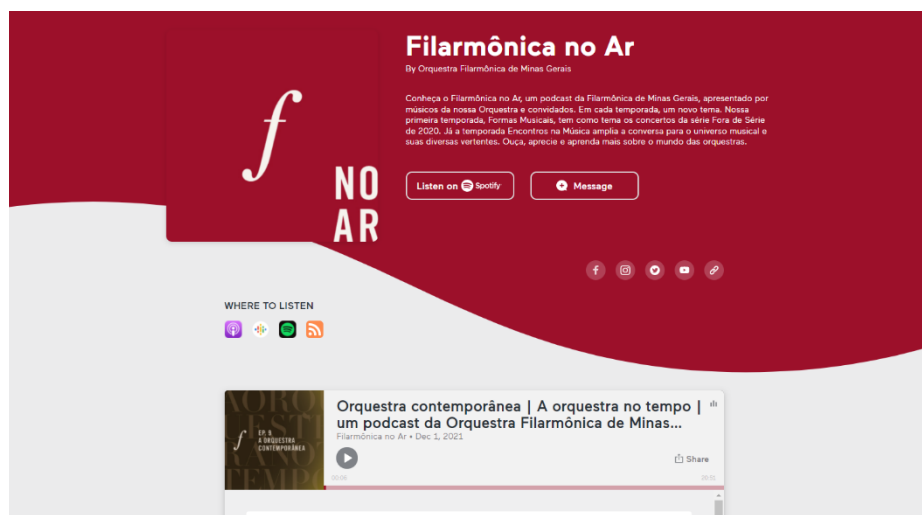 Filarmônica no Ar
By Orquestra Filarmônica de Minas Gerais
Conheça o Filarmônica no Ar, um podcast da Filarmônica de Minas Gerais, apresentado por
músicos da nossa Orquestra e convidados. Em cada temporada, um novo tema. Nossa
primeira temporada, Formas Musicais, tem como tema os concertos da série Fora de Série
de 2020. Já a temporada Encontros na Música amplia a conversa para o universo musical e
suas diversas vertentes. Ouça, aprecie e aprenda mais sobre o mundo das orquestras.
f
NO
AR
Listen on Spotify
Message
WHERE TO LISTEN
Orquestra contemporânea | A orquestra no tempo |
um podcast da Orquestra Filarmônica de Minas...
Filarmônica no Ar • Dec 1, 2021
Share
00:00
f
A ORQUESTRA
CONTEMPORÂNEA